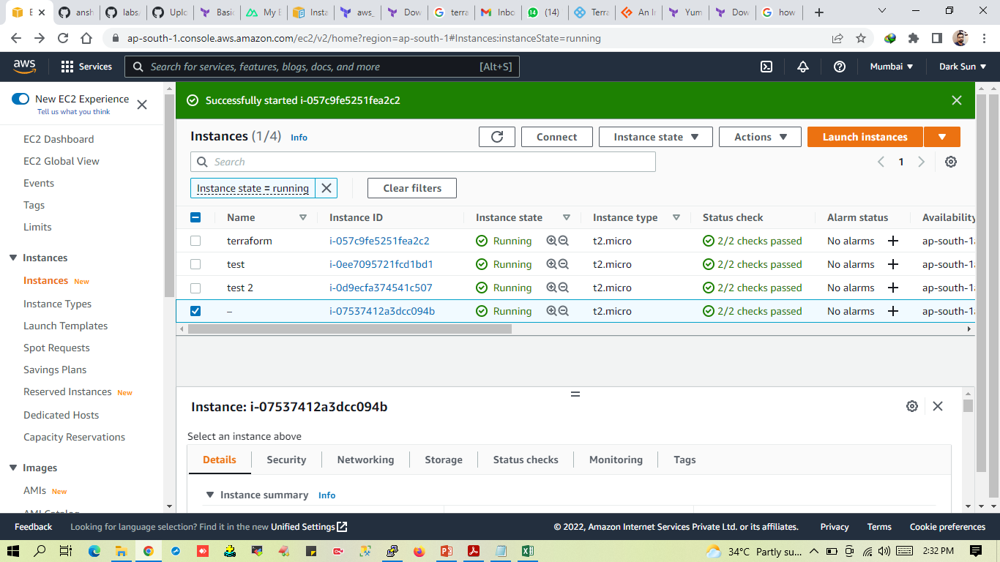 E
ansh
labs/
Uplo
Basic
My E
Insta
aws_
Dow
terra
Inbo
(14)
Terra
An In
Yum
Dow
how
ap-south-1.console.aws.amazon.com/ec2/v2/home?region=ap-south-1#Instances:instanceState=running
aws
Services
Search for services, features, blogs, docs, and more
[Alt+S]
Mumbai
Dark Sun
New EC2 Experience
Tell us what you think
EC2 Dashboard
EC2 Global View
Events
Tags
Limits
Instances
Instances New
Instance Types
Launch Templates
Spot Requests
Savings Plans
Reserved Instances New
Dedicated Hosts
Capacity Reservations
Images
AMIs New
AMI Catalog
Successfully started i-057c9fe5251fea2c2
Instances (1/4) Info
Connect
Instance state
Actions
Launch instances
Search
1
Instance state = running
Clear filters
Name Instance ID Instance state Instance type Status check Alarm status Availability
terraform i-057c9fe5251fea2c2 Running t2.micro 2/2 checks passed No alarms ap-south-1a
test i-0ee7095721fcd1bd1 Running t2.micro 2/2 checks passed No alarms ap-south-1a
test 2 i-0d9ecfa374541c507 Running t2.micro 2/2 checks passed No alarms ap-south-1a
– i-07537412a3dcc094b Running t2.micro 2/2 checks passed No alarms ap-south-1a
Instance: i-07537412a3dcc094b
Select an instance above
Details
Security
Networking
Storage
Status checks
Monitoring
Tags
Instance summary Info
Feedback
Looking for language selection? Find it in the new Unified Settings
© 2022, Amazon Internet Services Private Ltd. or its affiliates.
Privacy
Terms
Cookie preferences
34°C Partly su...
2:32 PM